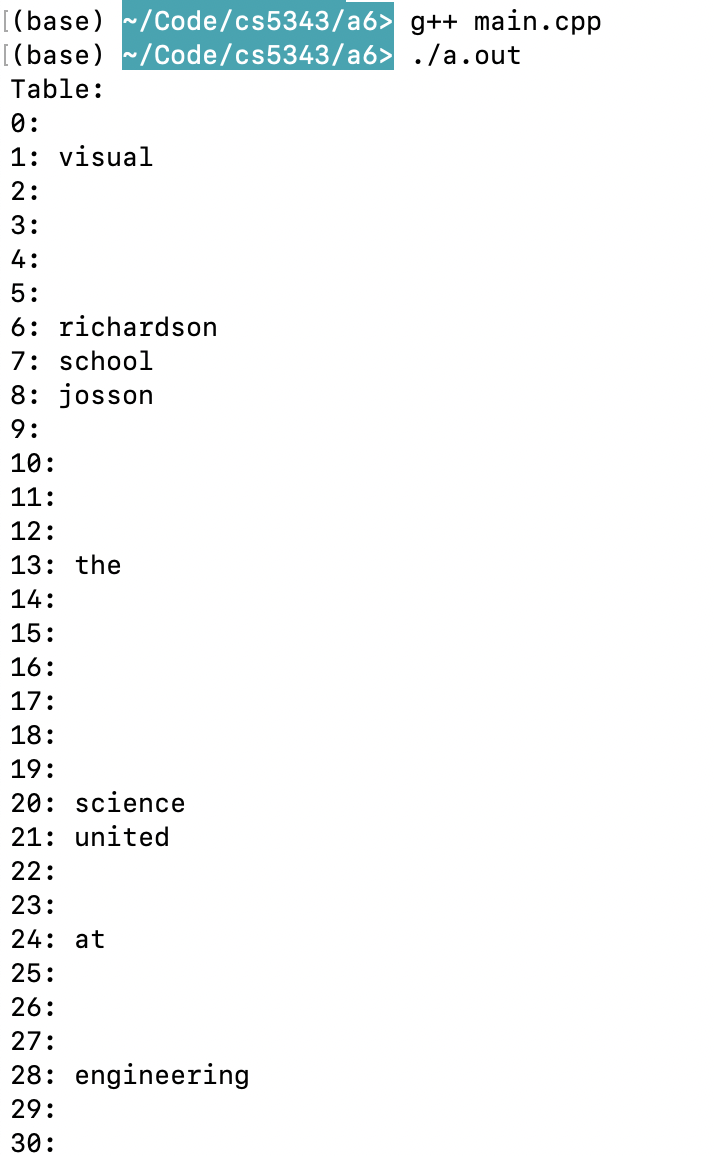 [(base) ~/Code/cs5343/a6> g++ main.cpp
[(base) ~/Code/cs5343/a6> ./a.out
Table:
0:
1: visual
2:
3:
4:
5:
6: richardson
7: school
8: josson
9:
10:
11:
12:
13: the
14:
15:
16:
17:
18:
19:
20: science
21: united
22:
23:
24: at
25:
26:
27:
28: engineering
29:
30: